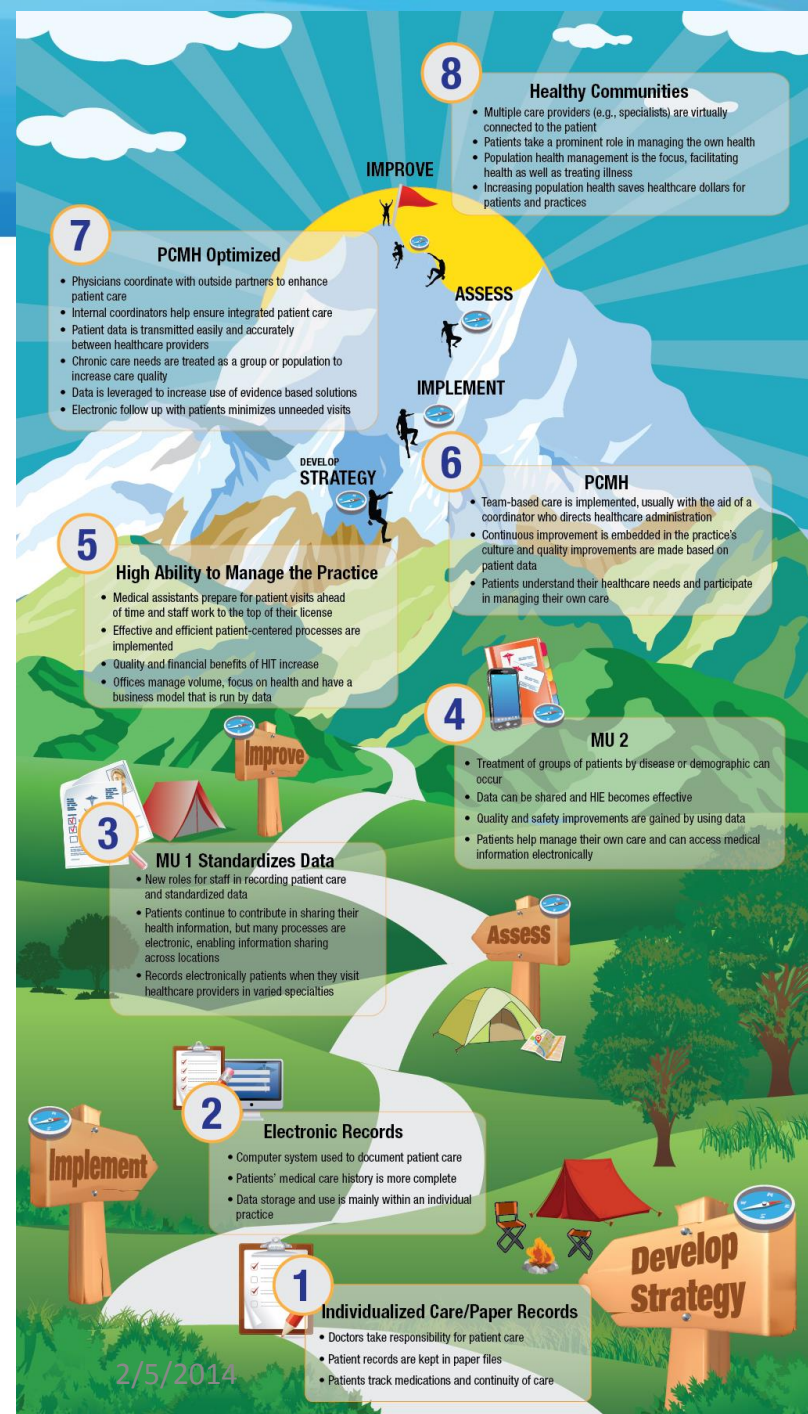 8
Healthy Communities
• Multiple care providers (e.g., specialists) are virtually
connected to the patient
• Patients take a prominent role in managing the own health
• Population health management is the focus, facilitating
health as well as treating illness
• Increasing population health saves healthcare dollars for
patients and practices
IMPROVE
7
PCMH Optimized
• Physicians coordinate with outside partners to enhance
patient care
• Internal coordinators help ensure integrated patient care
• Patient data is transmitted easily and accurately
between healthcare providers
• Chronic care needs are treated as a group or population to
increase care quality
• Data is leveraged to increase use of evidence based solutions
• Electronic follow up with patients minimizes unneeded visits
ASSESS
IMPLEMENT
DEVELOP
STRATEGY
6
PCMH
• Team-based care is implemented, usually with the aid of a
coordinator who directs healthcare administration
• Continuous improvement is embedded in the practice's
culture and quality improvements are made based on
patient data
• Patients understand their healthcare needs and participate
in managing their own care
5
High Ability to Manage the Practice
• Medical assistants prepare for patient visits ahead
of time and staff work to the top of their license
• Effective and efficient patient-centered processes are
implemented
• Quality and financial benefits of HIT increase
• Offices manage volume, focus on health and have a
business model that is run by data
4
MU 2
• Treatment of groups of patients by disease or demographic can
occur
• Data can be shared and HIE becomes effective
• Quality and safety improvements are gained by using data
• Patients help manage their own care and can access medical
information electronically
Improve
3
MU 1 Standardizes Data
• New roles for staff in recording patient care
and standardized data
• Patients continue to contribute in sharing their
health information, but many processes are
electronic, enabling information sharing
across locations
• Records electronically patients when they visit
healthcare providers in varied specialties
Assess
2
Electronic Records
• Computer system used to document patient care
• Patients' medical care history is more complete
• Data storage and use is mainly within an individual
practice
Implement
Develop
Strategy
1
Individualized Care/Paper Records
• Doctors take responsibility for patient care
• Patient records are kept in paper files
• Patients track medications and continuity of care
2/5/2014